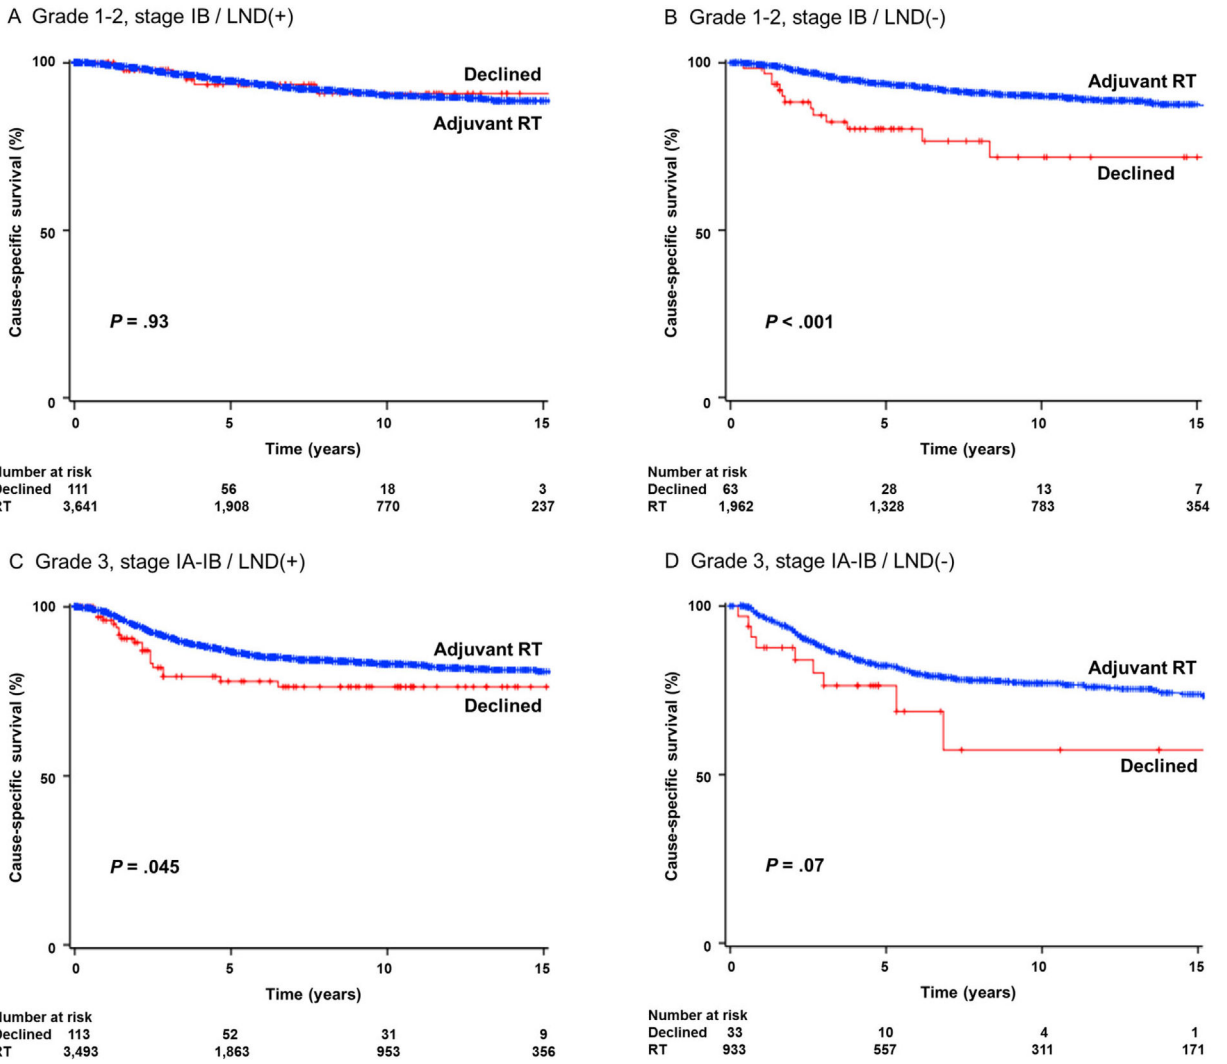 A Grade 1-2, stage IB / LND(+)
100
50
0
Cause-specific survival (%)
Declined
Adjuvant RT
P = .93
0 5 10 15
Time (years)
Number at risk
Declined 111 56 18 3
RT 3,641 1,908 770 237
B Grade 1-2, stage IB / LND(-)
100
50
0
Cause-specific survival (%)
Adjuvant RT
Declined
P < .001
0 5 10 15
Time (years)
Number at risk
Declined 63 28 13 7
RT 1,962 1,328 783 354
C Grade 3, stage IA-IB / LND(+)
100
50
0
Cause-specific survival (%)
Adjuvant RT
Declined
P = .045
0 5 10 15
Time (years)
Number at risk
Declined 113 52 31 9
RT 3,493 1,863 953 356
D Grade 3, stage IA-IB / LND(-)
100
50
0
Cause-specific survival (%)
Adjuvant RT
Declined
P = .07
0 5 10 15
Time (years)
Number at risk
Declined 33 10 4 1
RT 933 557 311 171